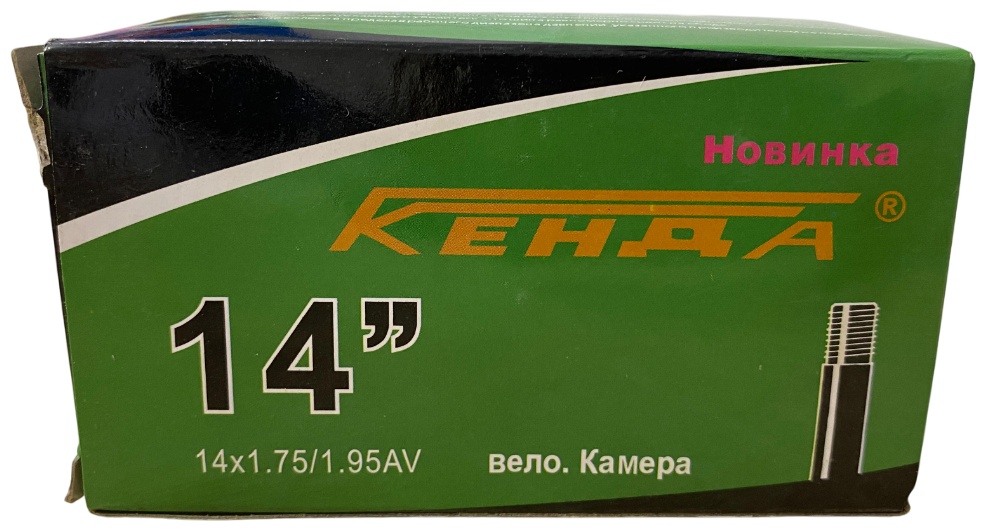 Новинка
КЕНДА®
14”
14x1.75/1.95AV
вело. Камера